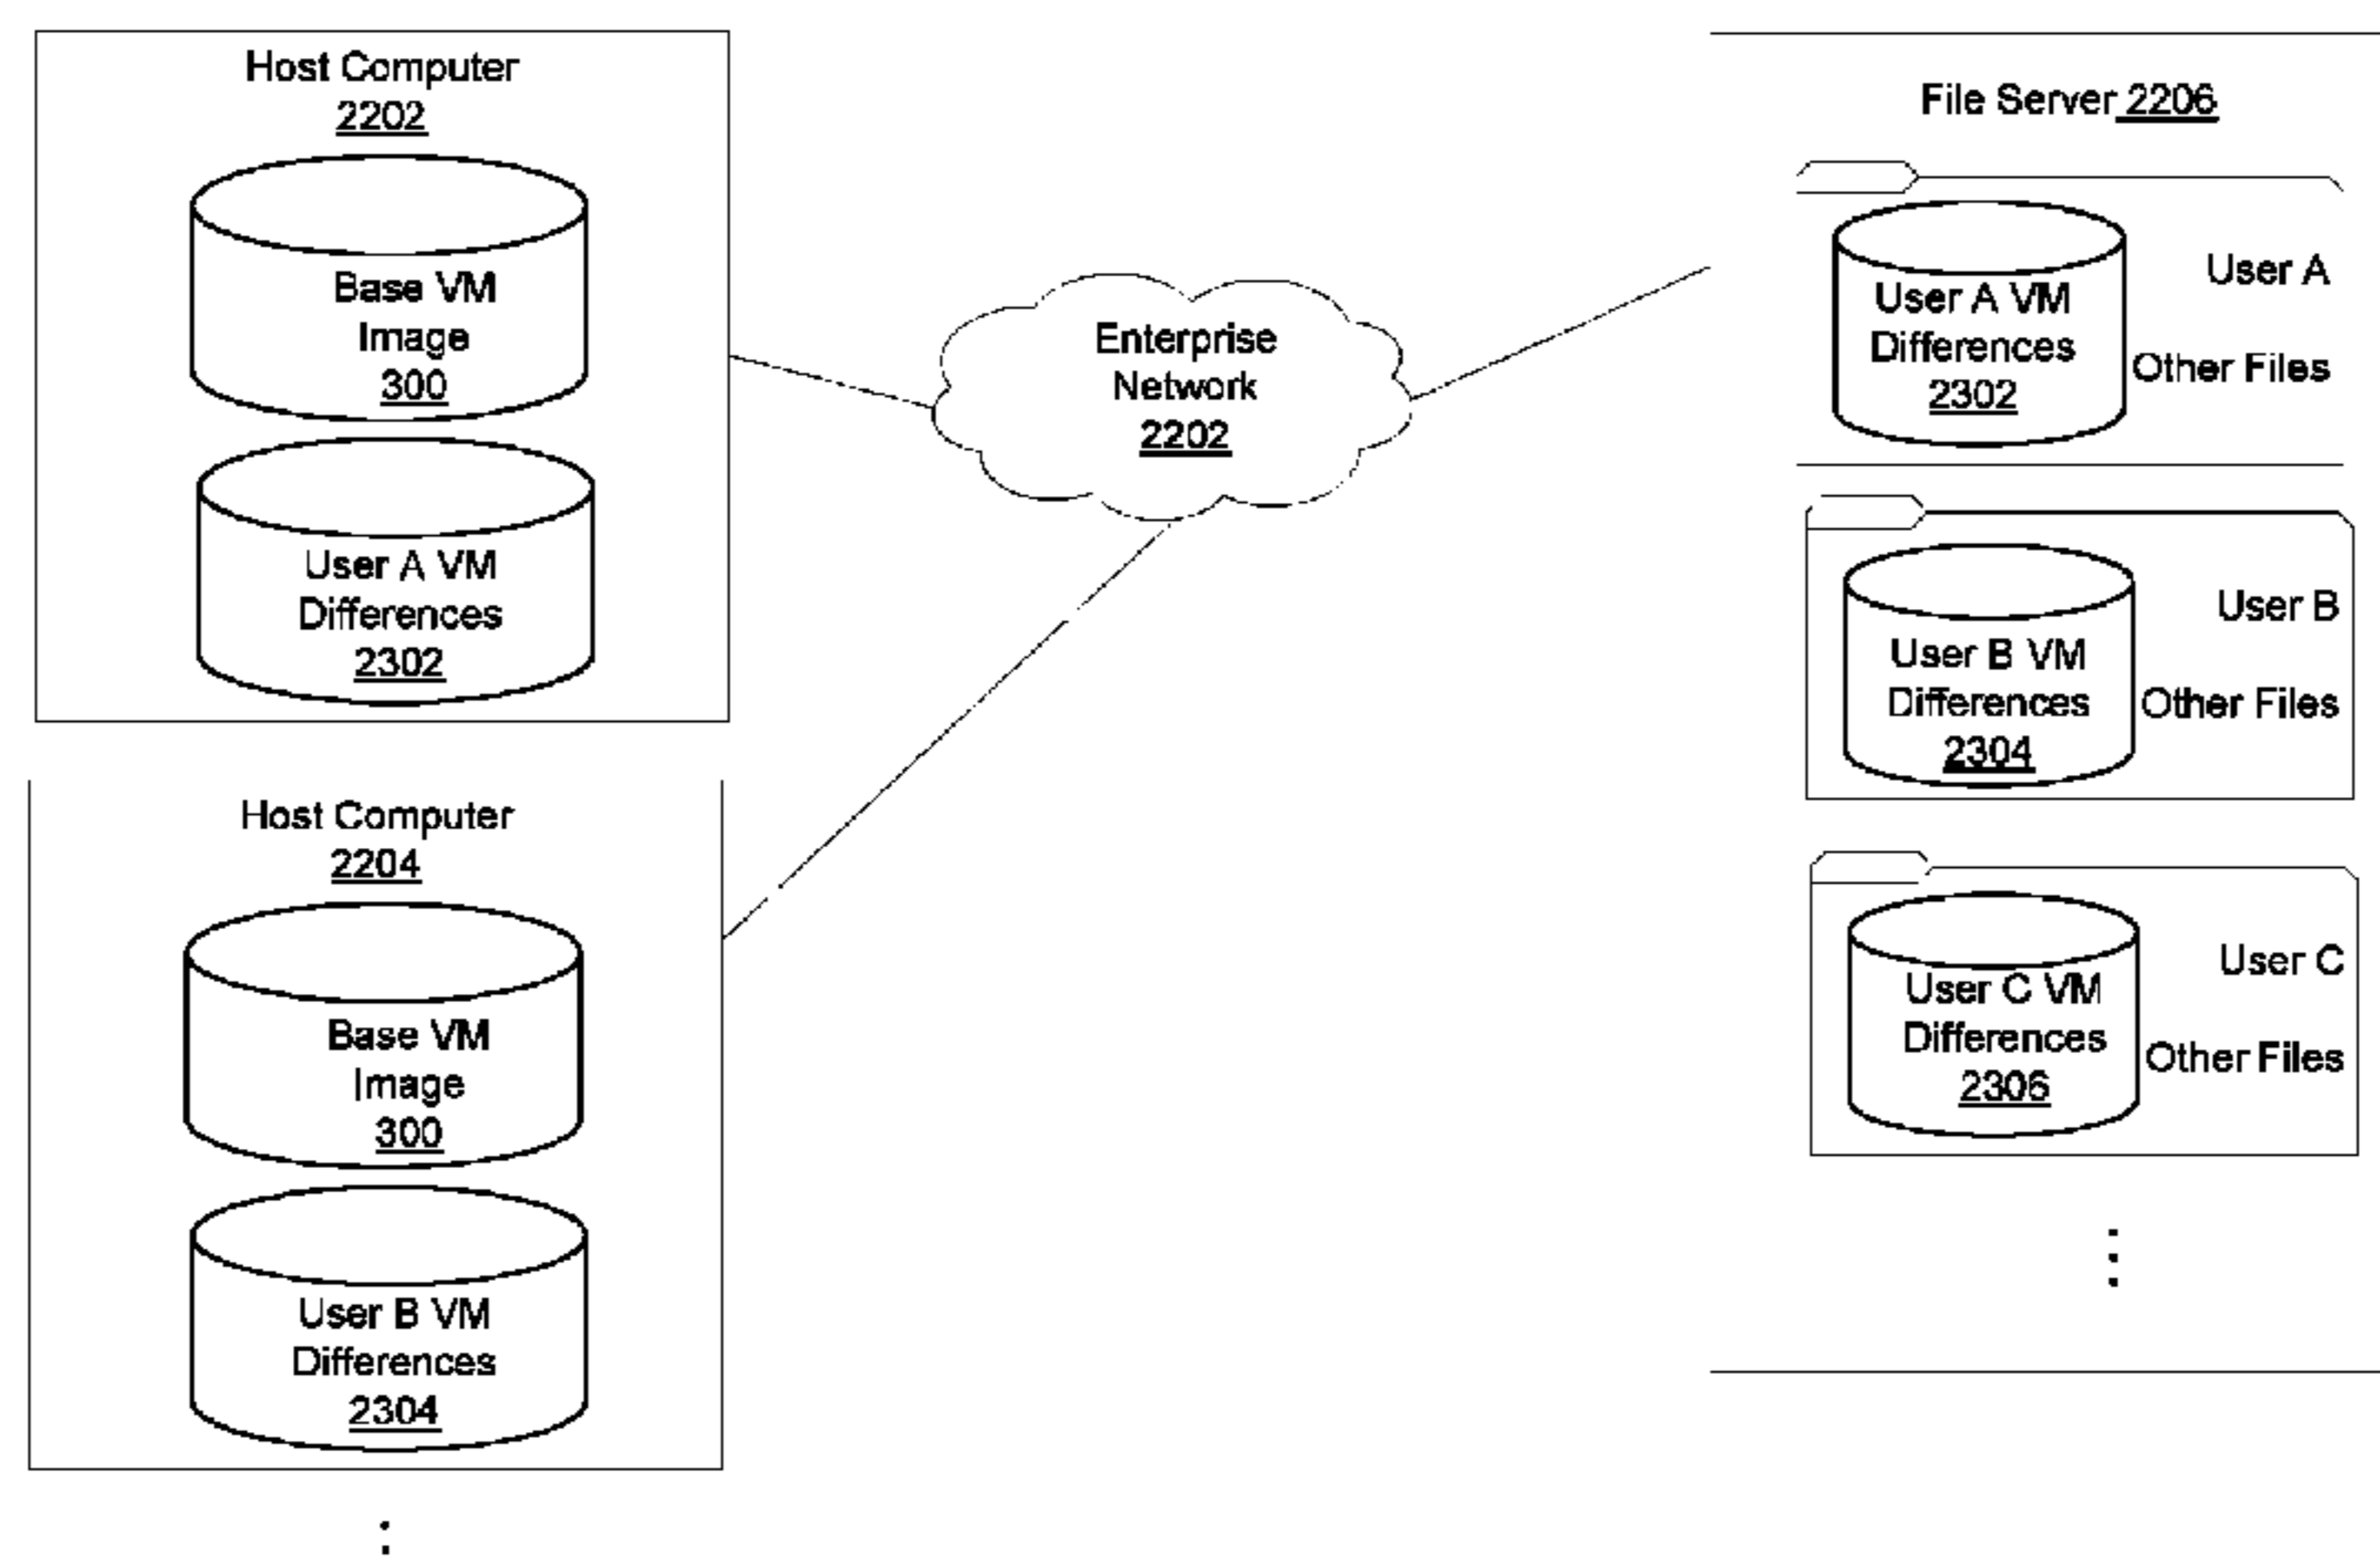 Host Computer
2202
Base VM
Image
300
User A VM
Differences
2302
Host Computer
2204
Base VM
Image
300
User B VM
Differences
2304
Enterprise
Network
2202
File Server 2206
User A
User A VM
Differences
2302
Other Files
User B
User B VM
Differences
2304
Other Files
User C
User C VM
Differences
2306
Other Files